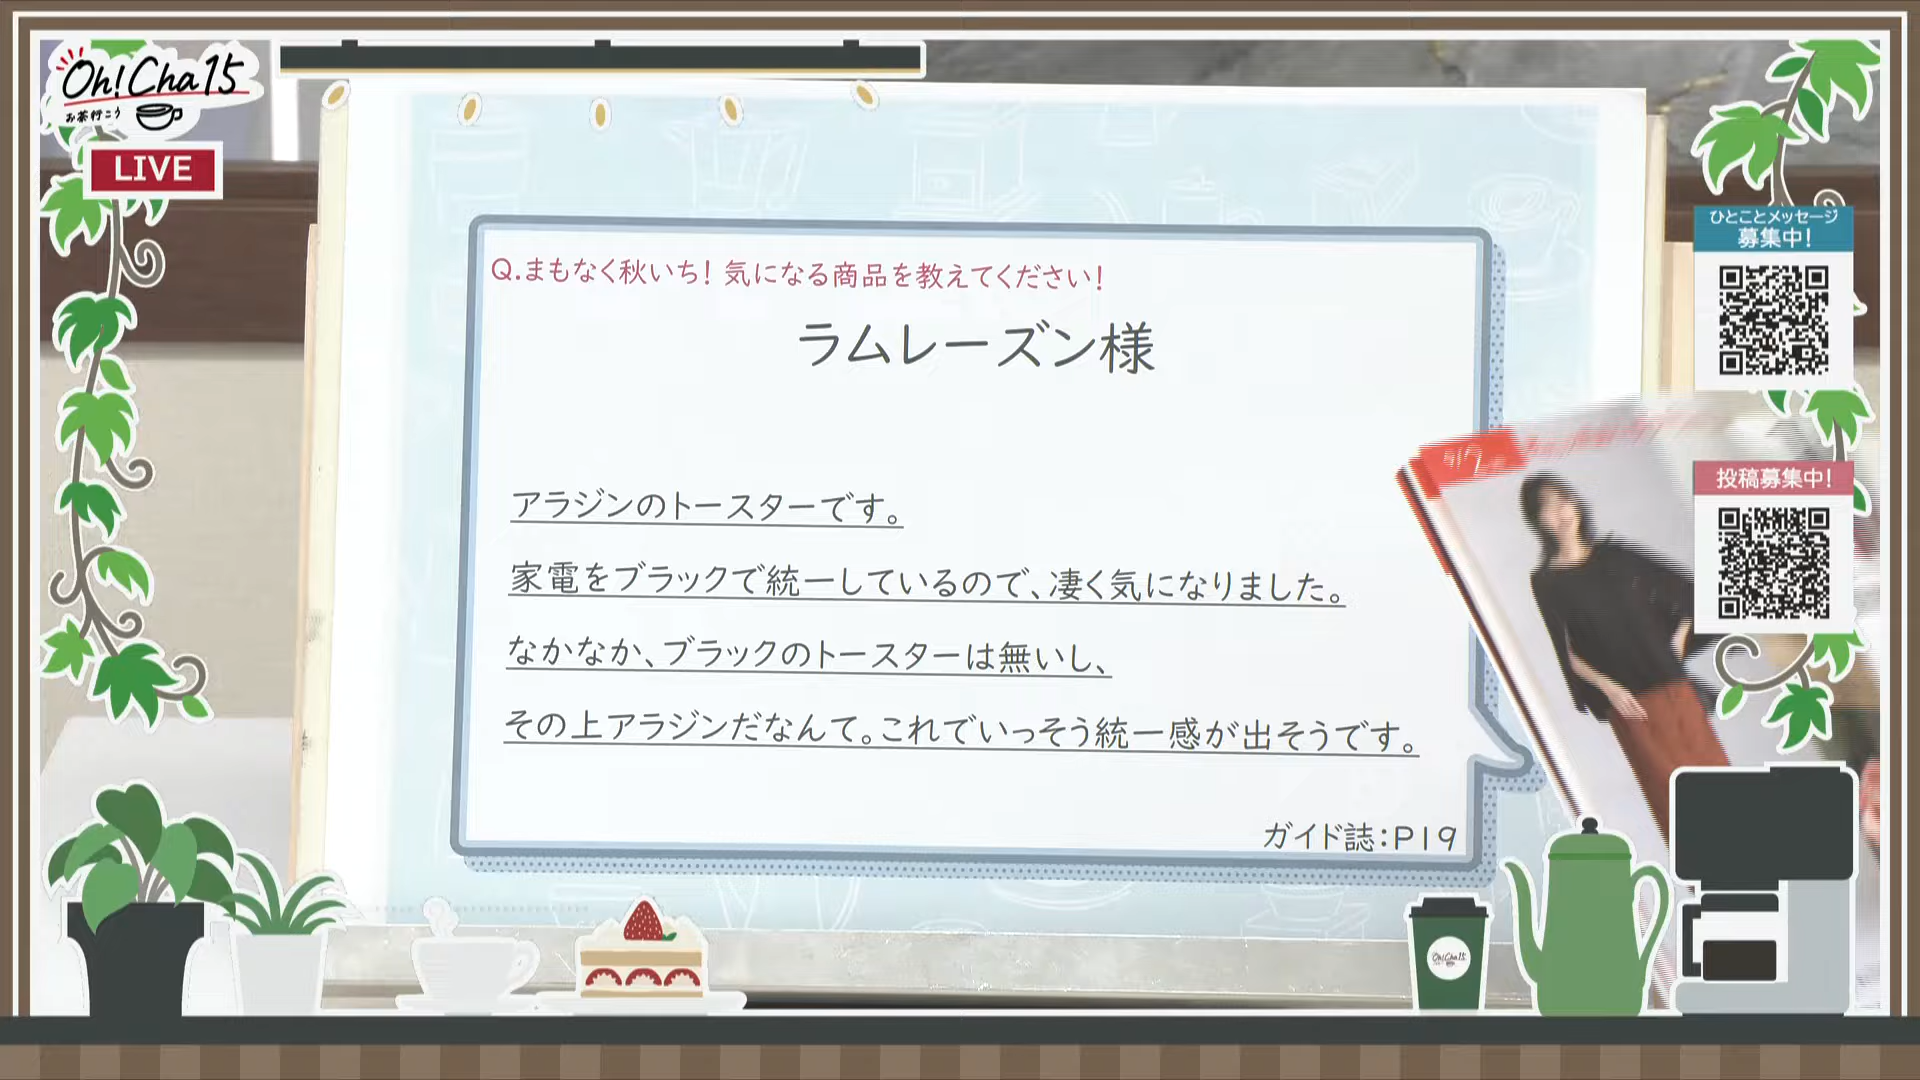 Oh!Cha15
お茶行こう
LIVE
Q.まもなく秋いち! 気になる商品を教えてください!
ラムレーズン様
アラジンのトースターです。
家電をブラックで統一しているので、凄く気になりました。
なかなか、ブラックのトースターは無いし、
その上アラジンだなんて。これでいっそう統一感が出そうです。
ガイド誌:P19
ひとことメッセージ
募集中!
投稿募集中!
Oh!Cha15